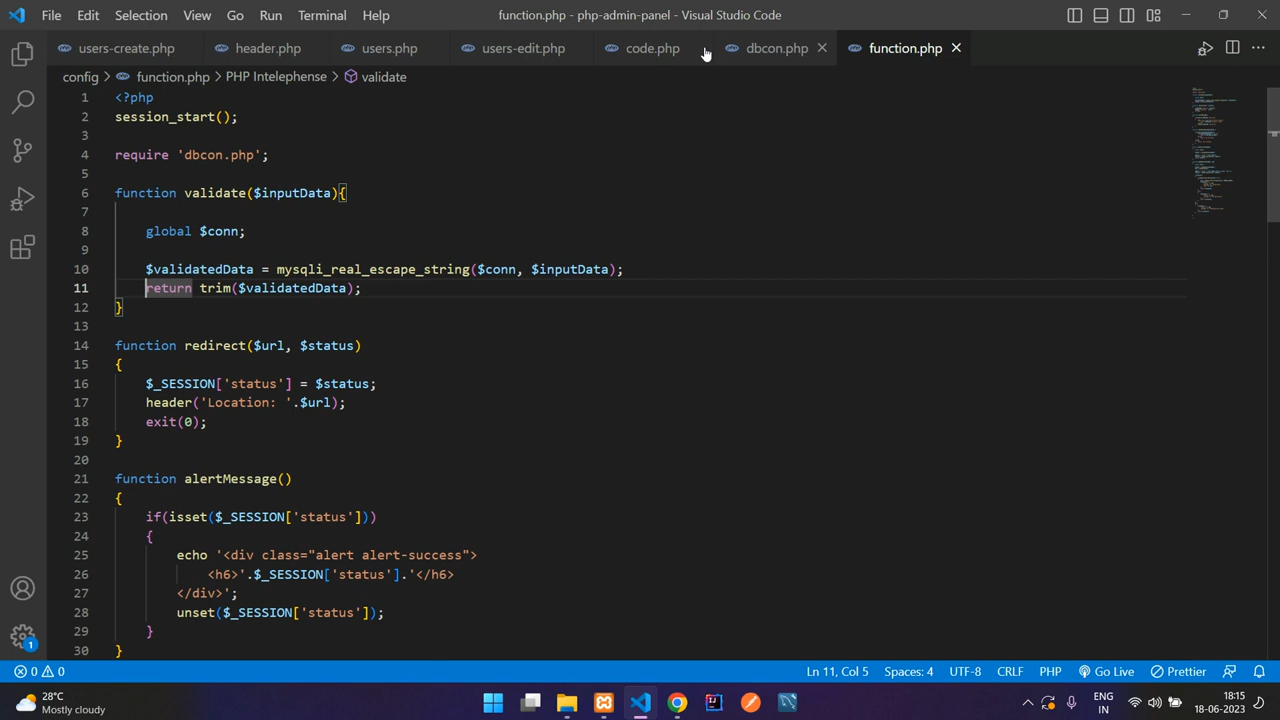 File Edit Selection View Go Run Terminal Help function.php - php-admin-panel - Visual Studio Code
users-create.php header.php users.php users-edit.php code.php dbcon.php function.php
config > function.php > PHP Intelephense > validate
1 <?php
2 session_start();
3
4 require 'dbcon.php';
5
6 function validate($inputData){
7
8 global $conn;
9
10 $validatedData = mysqli_real_escape_string($conn, $inputData);
11 return trim($validatedData);
12 }
13
14 function redirect($url, $status)
15 {
16 $_SESSION['status'] = $status;
17 header('Location: '.$url);
18 exit(0);
19 }
20
21 function alertMessage()
22 {
23 if(isset($_SESSION['status']))
24 {
25 echo '<div class="alert alert-success">
26 <h6>'.$_SESSION['status'].'</h6>
27 </div>';
28 unset($_SESSION['status']);
29 }
30 }
1
0 0 Ln 11, Col 5 Spaces: 4 UTF-8 CRLF PHP Go Live Prettier
28°C
Mostly cloudy
ENG
IN
18:15
18-06-2023